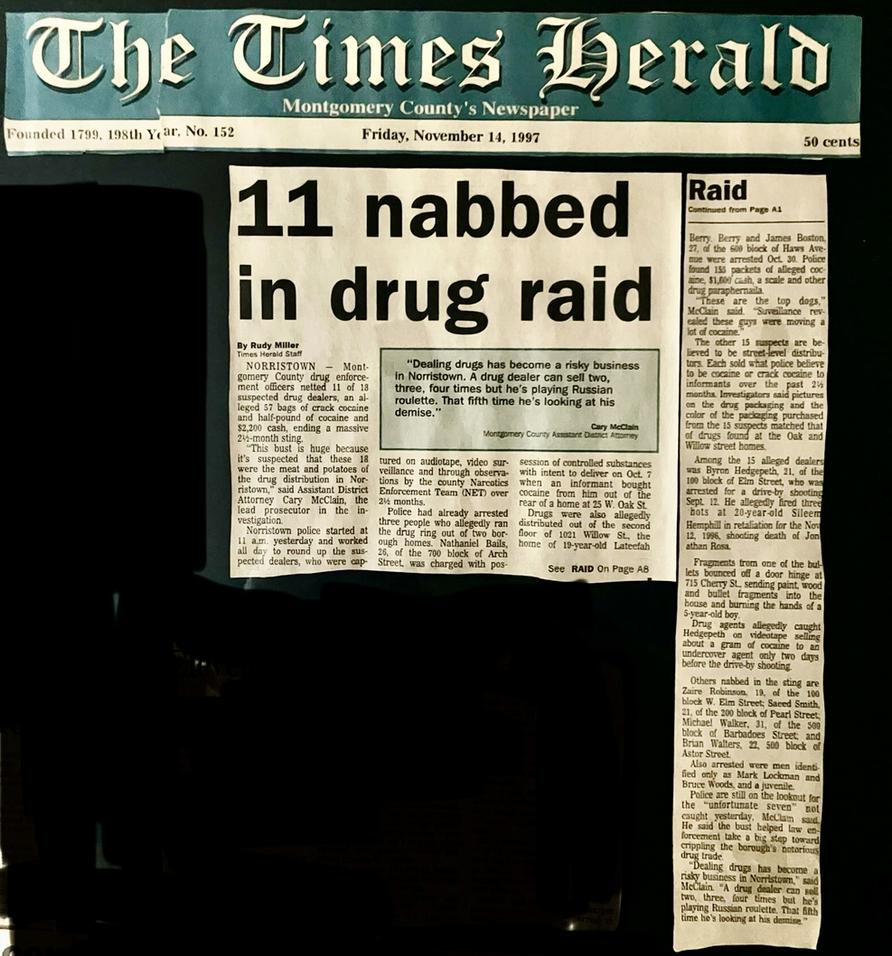 The Times Herald
Montgomery County's Newspaper
Founded 1799, 198th Year. No. 152
Friday, November 14, 1997
50 cents
11 nabbed
in drug raid
By Rudy Miller
Times Herald Staff
NORRISTOWN — Mont-
gomery County drug enforce-
ment officers netted 11 of 18
suspected drug dealers, an al-
leged 57 bags of crack cocaine
and half-pound of cocaine and
$2,200 cash, ending a massive
2½-month sting.
"This bust is huge because
it's suspected that these 18
were the meat and potatoes of
the drug distribution in Nor-
ristown," said Assistant District
Attorney Cary McClain, the
lead prosecutor in the in-
vestigation.
Norristown police started at
11 a.m. yesterday and worked
all day to round up the sus-
pected dealers, who were cap-
"Dealing drugs has become a risky business
in Norristown. A drug dealer can sell two,
three, four times but he's playing Russian
roulette. That fifth time he's looking at his
demise."
Cary McClain
Montgomery County Assistant District Attorney
tured on audiotape, video sur-
veillance and through observa-
tions by the county Narcotics
Enforcement Team (NET) over
2½ months.
Police had already arrested
three people who allegedly ran
the drug ring out of two bor-
ough homes. Nathaniel Bails,
26, of the 700 block of Arch
Street, was charged with pos-
session of controlled substances
with intent to deliver on Oct. 7
when an informant bought
cocaine from him out of the
rear of a home at 25 W. Oak St.
Drugs were also allegedly
distributed out of the second
floor of 1021 Willow St., the
home of 19-year-old Lateefah
See RAID On Page A8
Raid
Continued from Page A1
Berry. Berry and James Boston,
27, of the 600 block of Haws Ave-
nue were arrested Oct. 30. Police
found 155 packets of alleged coc-
aine, $1,600 cash, a scale and other
drug paraphernalia.
"These are the top dogs,"
McClain said. "Suveillance rev-
ealed these guys were moving a
lot of cocaine."
The other 15 suspects are be-
lieved to be street-level distribu-
tors. Each sold what police believe
to be cocaine or crack cocaine to
informants over the past 2½
months. Investigators said pictures
on the drug packaging and the
color of the packaging purchased
from the 15 suspects matched that
of drugs found at the Oak and
Willow street homes.
Among the 15 alleged dealers
was Byron Hedgepeth, 21, of the
100 block of Elm Street, who was
arrested for a drive-by shooting
Sept. 12. He allegedly fired three
hots at 20-year-old Sileem
Hemphill in retaliation for the Nov
12, 1996, shooting death of Jon
athan Rosa.
Fragments from one of the bul-
lets bounced off a door hinge at
715 Cherry St., sending paint, wood
and bullet fragments into the
house and burning the hands of a
5-year-old boy.
Drug agents allegedly caught
Hedgepeth on videotape selling
about a gram of cocaine to an
undercover agent only two days
before the drive-by shooting.
Others nabbed in the sting are
Zaire Robinson, 19, of the 100
block W. Elm Street; Saeed Smith,
21, of the 200 block of Pearl Street;
Michael Walker, 31, of the 500
block of Barbadoes Street; and
Brian Walters, 22, 500 block of
Astor Street.
Also arrested were men identi-
fied only as Mark Lockman and
Bruce Woods, and a juvenile.
Police are still on the lookout for
the "unfortunate seven" not
caught yesterday, McClain said.
He said the bust helped law en-
forcement take a big step toward
crippling the borough's notorious
drug trade.
"Dealing drugs has become a
risky business in Norristown," said
McClain. "A drug dealer can sell
two, three, four times but he's
playing Russian roulette. That fifth
time he's looking at his demise."